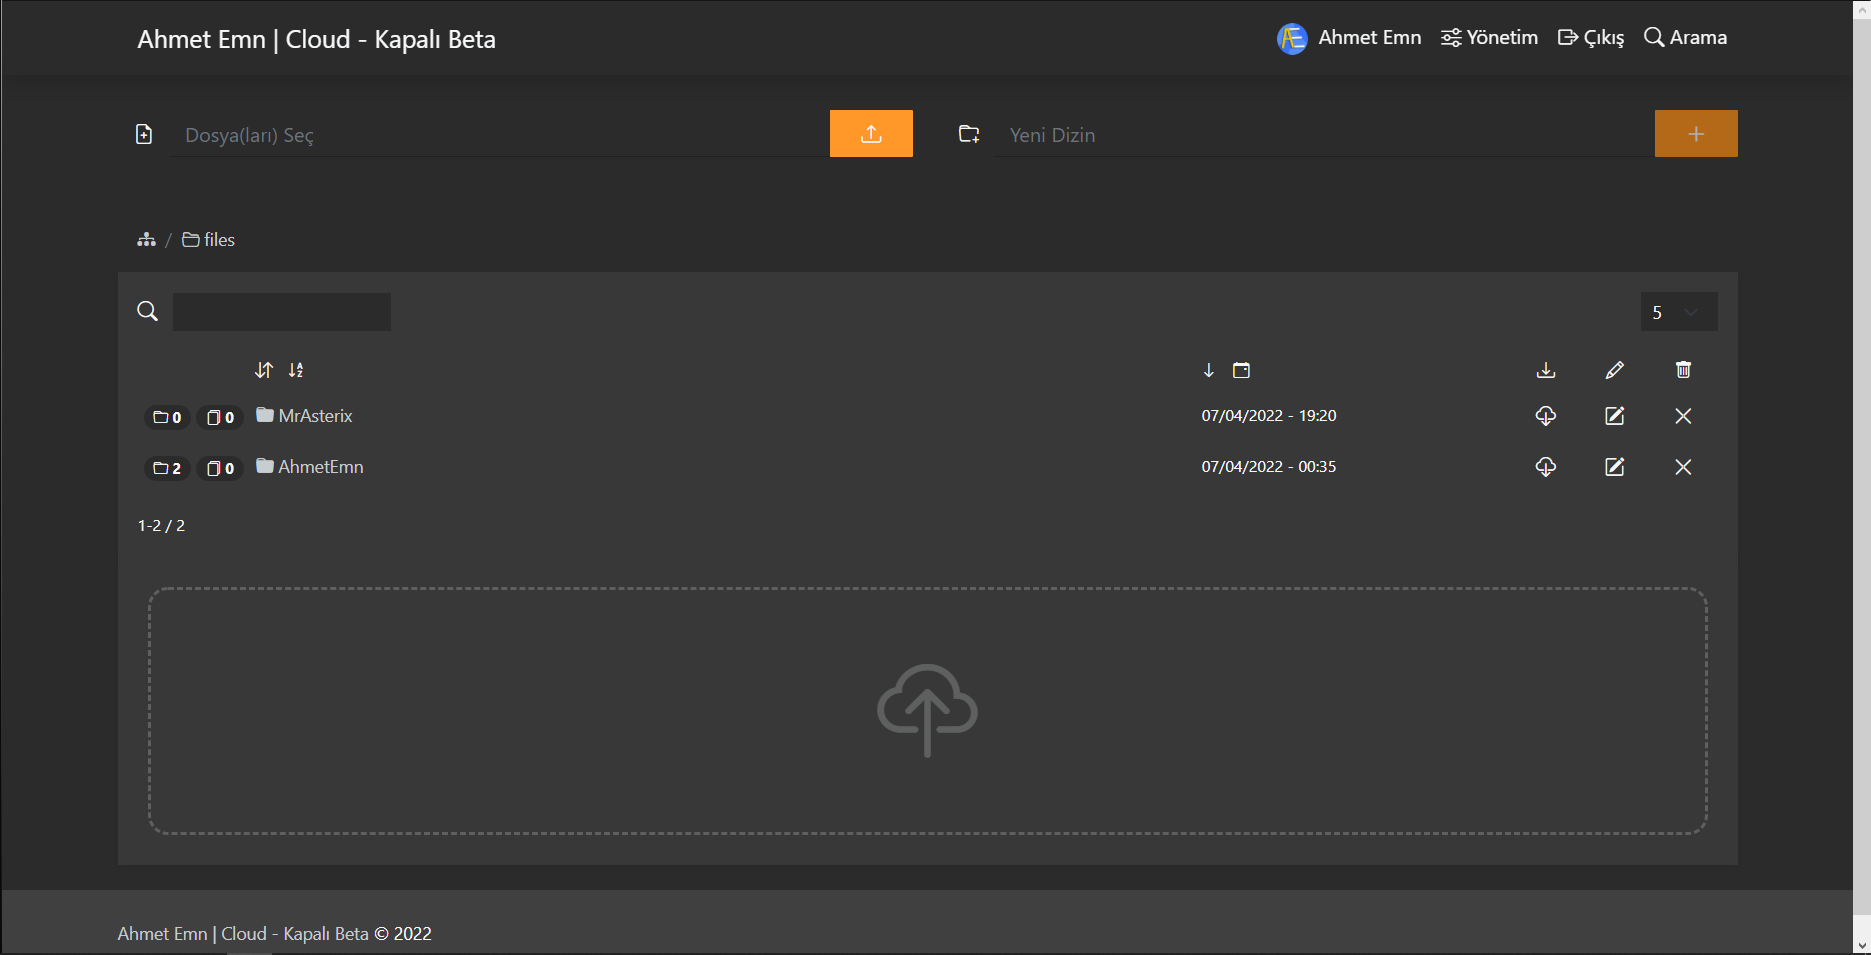 Ahmet Emn | Cloud - Kapalı Beta
Ahmet Emn Yönetim Çıkış Arama
Dosya(ları) Seç
Yeni Dizin
/ files
5
0 0 MrAsterix 07/04/2022 - 19:20
2 0 AhmetEmn 07/04/2022 - 00:35
1-2 / 2
Ahmet Emn | Cloud - Kapalı Beta © 2022